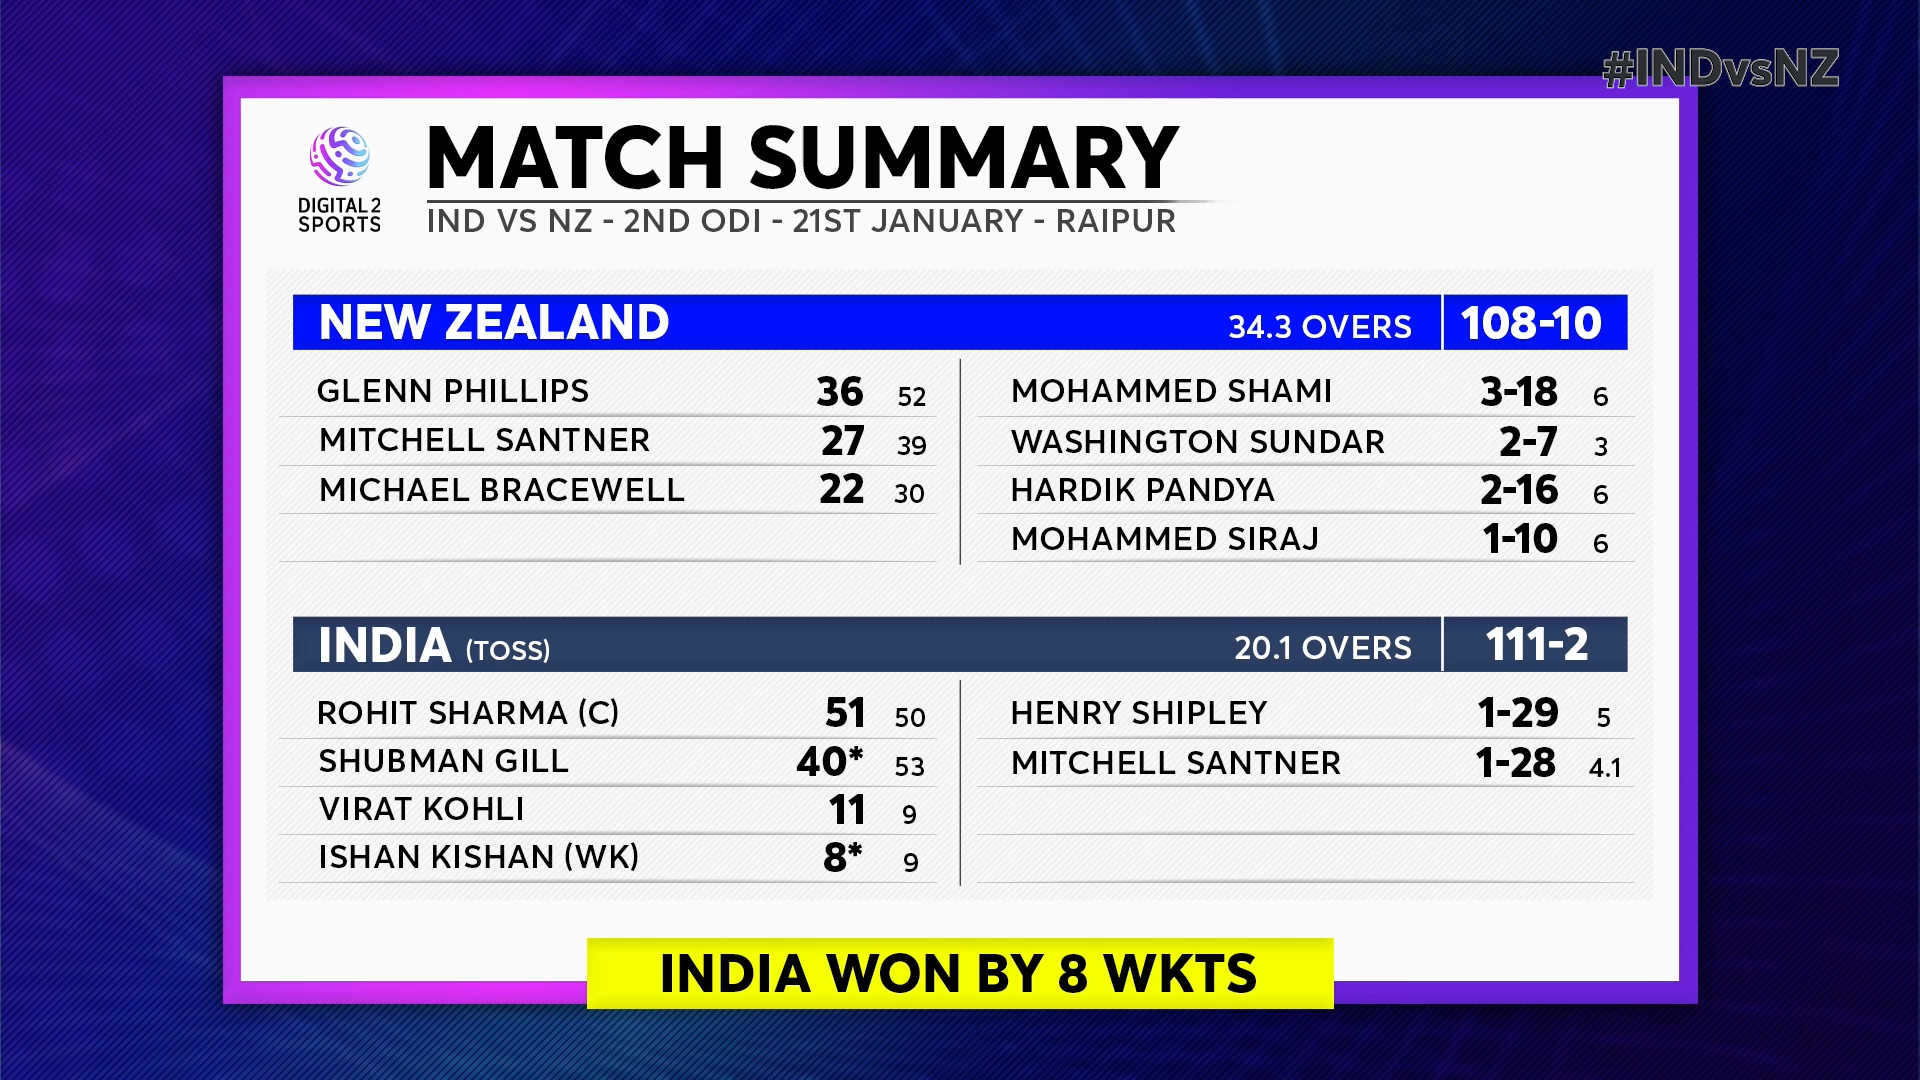 #INDvsNZ
DIGITAL 2
SPORTS
MATCH SUMMARY
IND VS NZ - 2ND ODI - 21ST JANUARY - RAIPUR
NEW ZEALAND 34.3 OVERS 108-10
GLENN PHILLIPS 36 52 MOHAMMED SHAMI 3-18 6
MITCHELL SANTNER 27 39 WASHINGTON SUNDAR 2-7 3
MICHAEL BRACEWELL 22 30 HARDIK PANDYA 2-16 6
MOHAMMED SIRAJ 1-10 6
INDIA (TOSS) 20.1 OVERS 111-2
ROHIT SHARMA (C) 51 50 HENRY SHIPLEY 1-29 5
SHUBMAN GILL 40* 53 MITCHELL SANTNER 1-28 4.1
VIRAT KOHLI 11 9
ISHAN KISHAN (WK) 8* 9
INDIA WON BY 8 WKTS